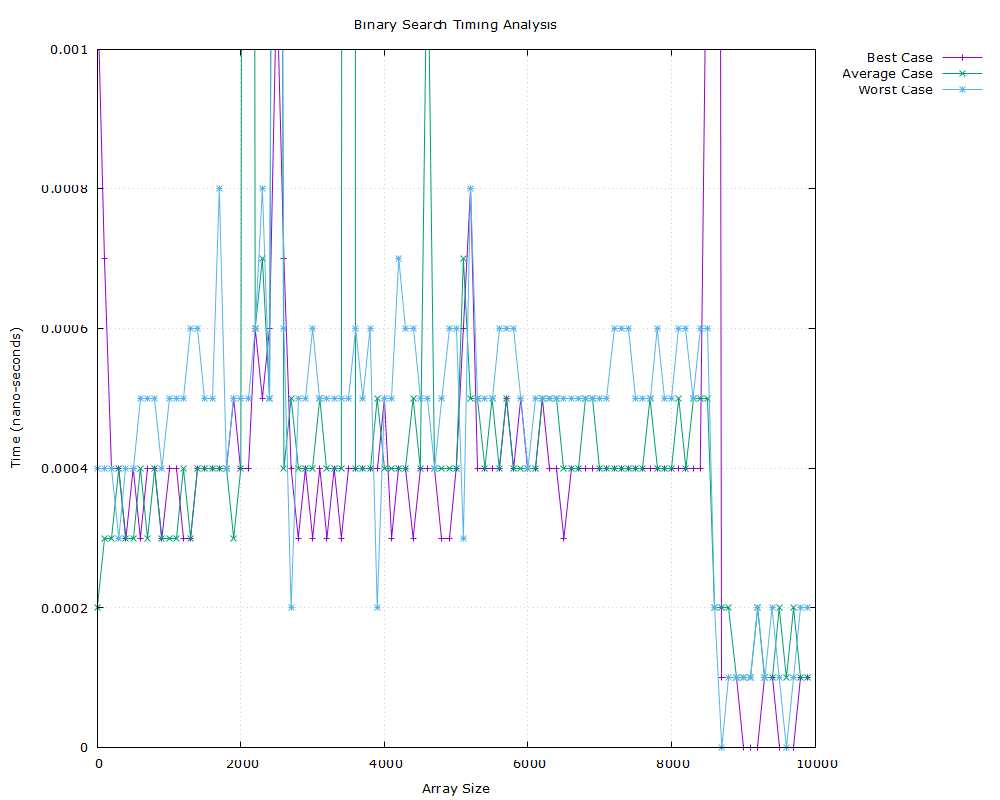 Binary Search Timing Analysis
Best Case
Average Case
Worst Case
Time (nano-seconds)
0.001
0.0008
0.0006
0.0004
0.0002
0
0
2000
4000
6000
8000
10000
Array Size